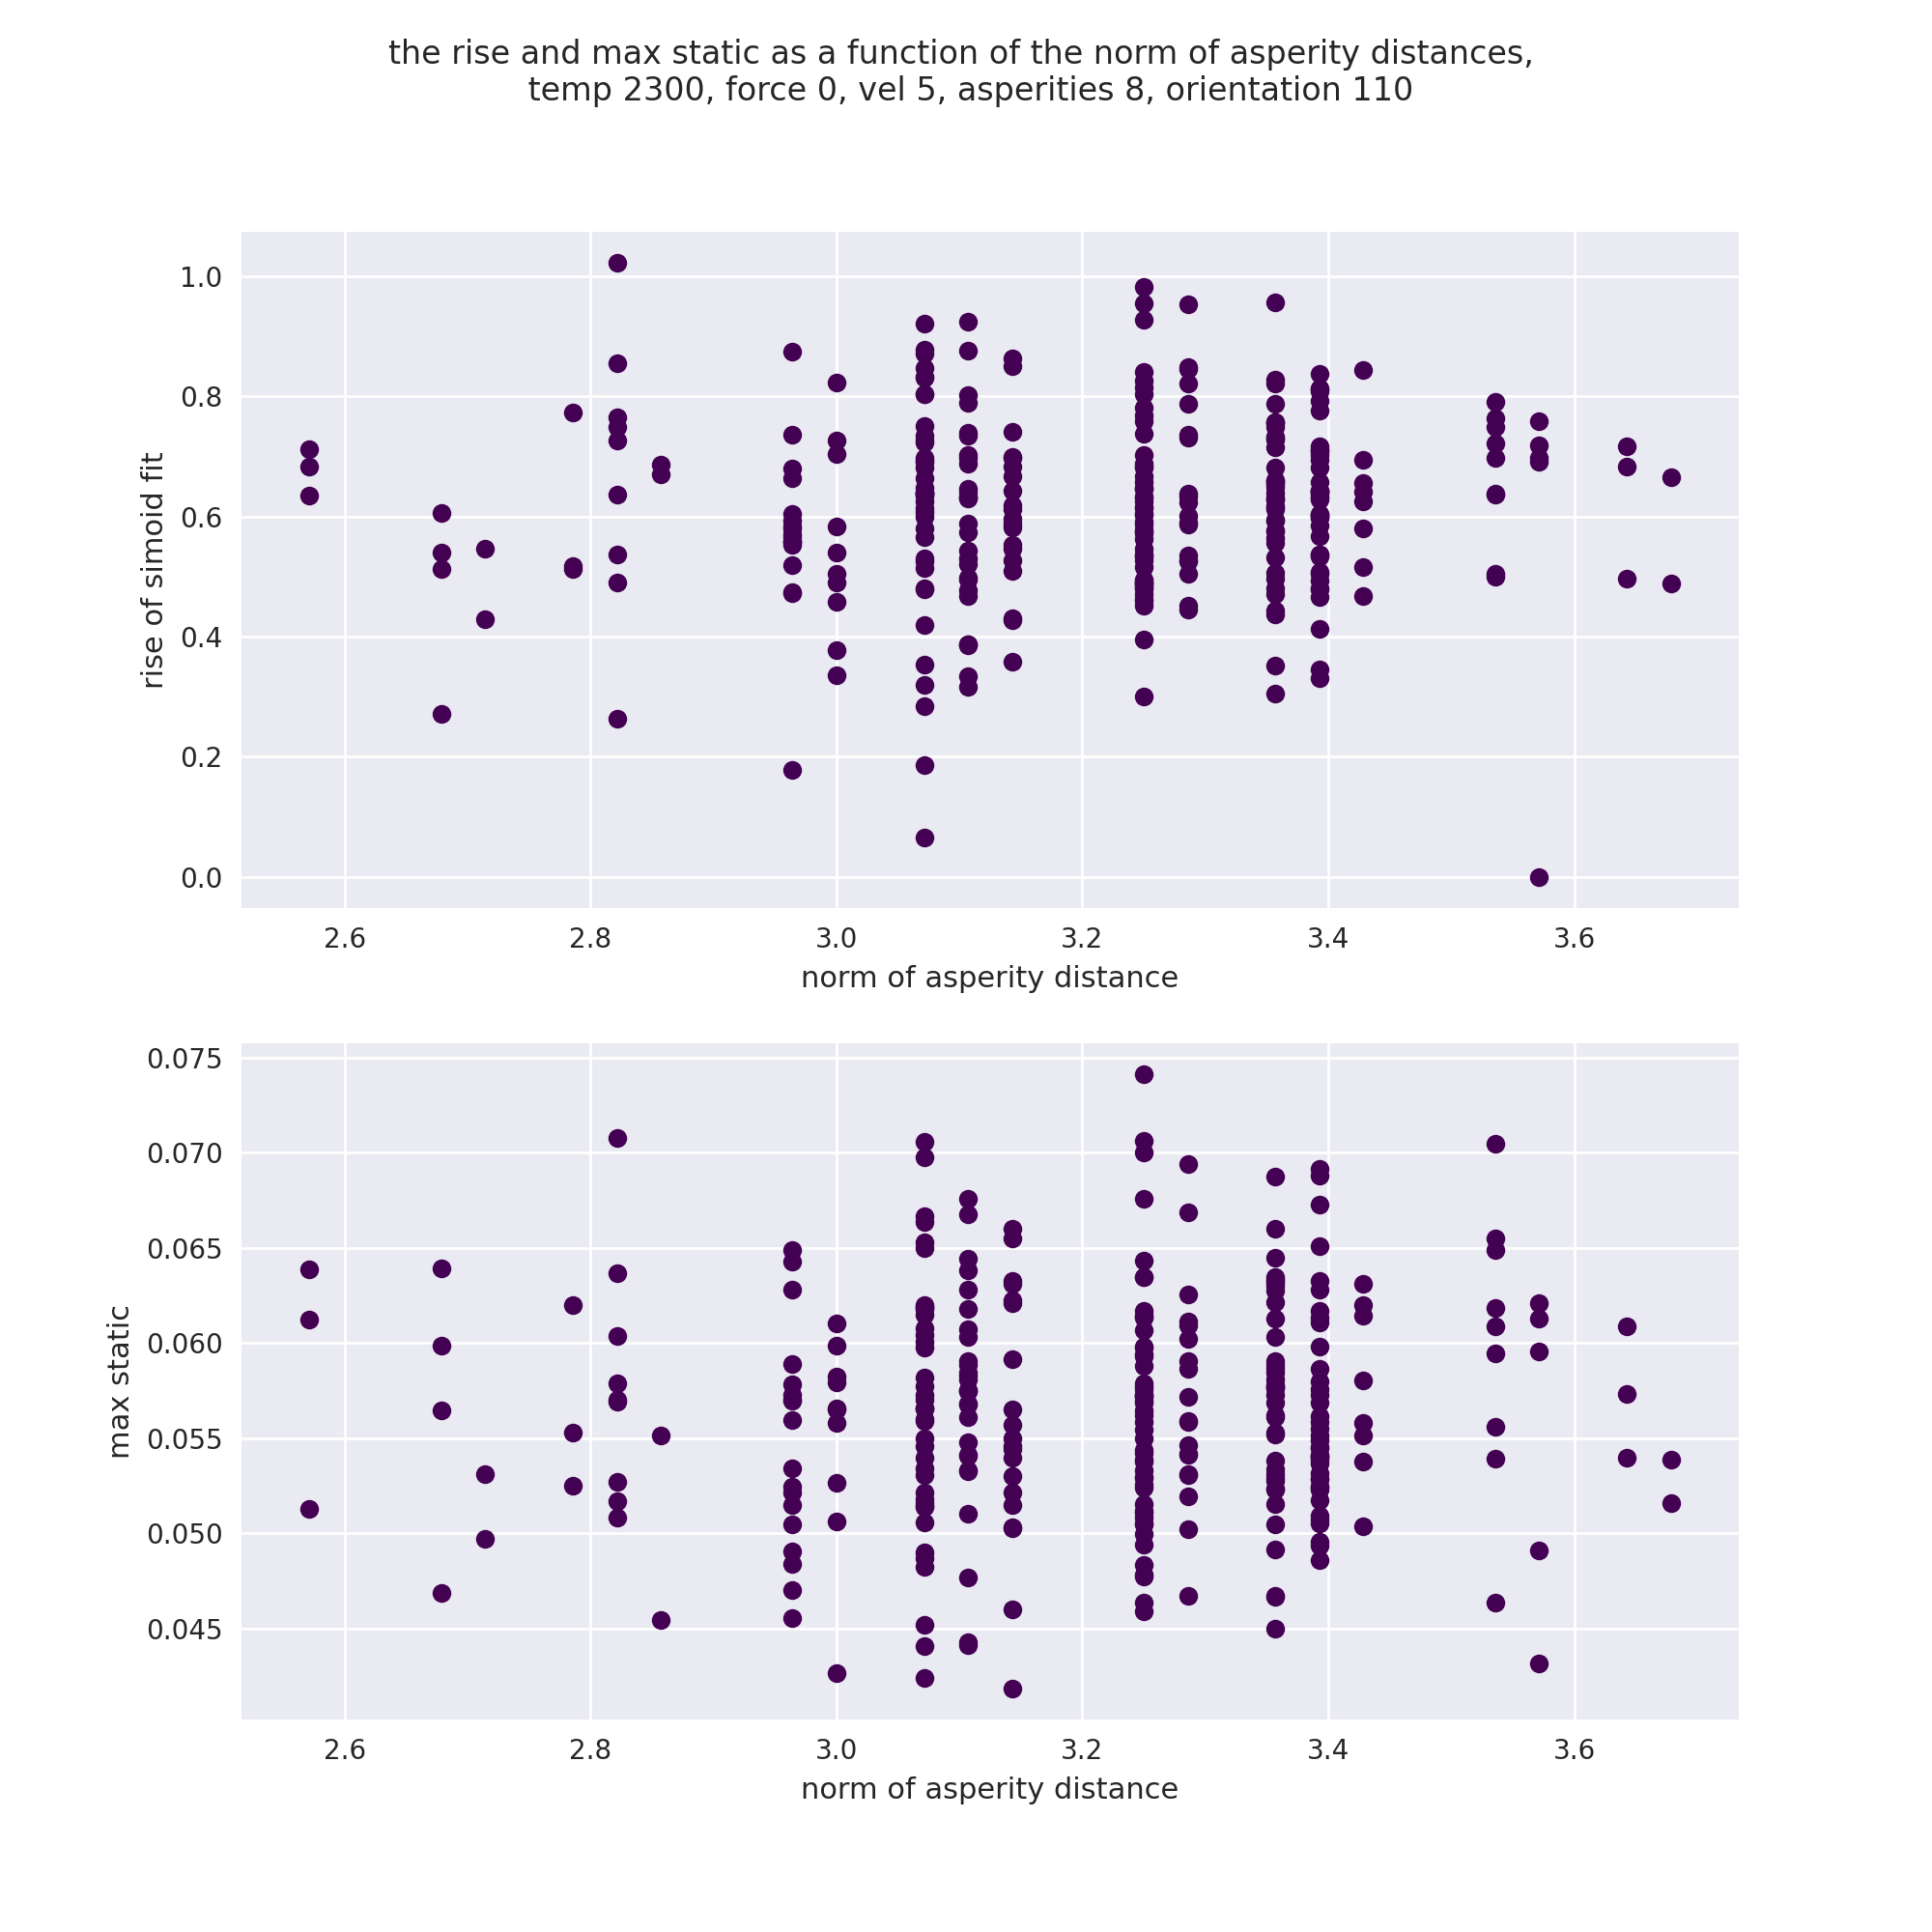 the rise and max static as a function of the norm of asperity distances,
temp 2300, force 0, vel 5, asperities 8, orientation 110
1.0
0.8
0.6
0.4
0.2
0.0
rise of simoid fit
2.6 2.8 3.0 3.2 3.4 3.6
norm of asperity distance
0.075
0.070
0.065
0.060
0.055
0.050
0.045
max static
2.6 2.8 3.0 3.2 3.4 3.6
norm of asperity distance